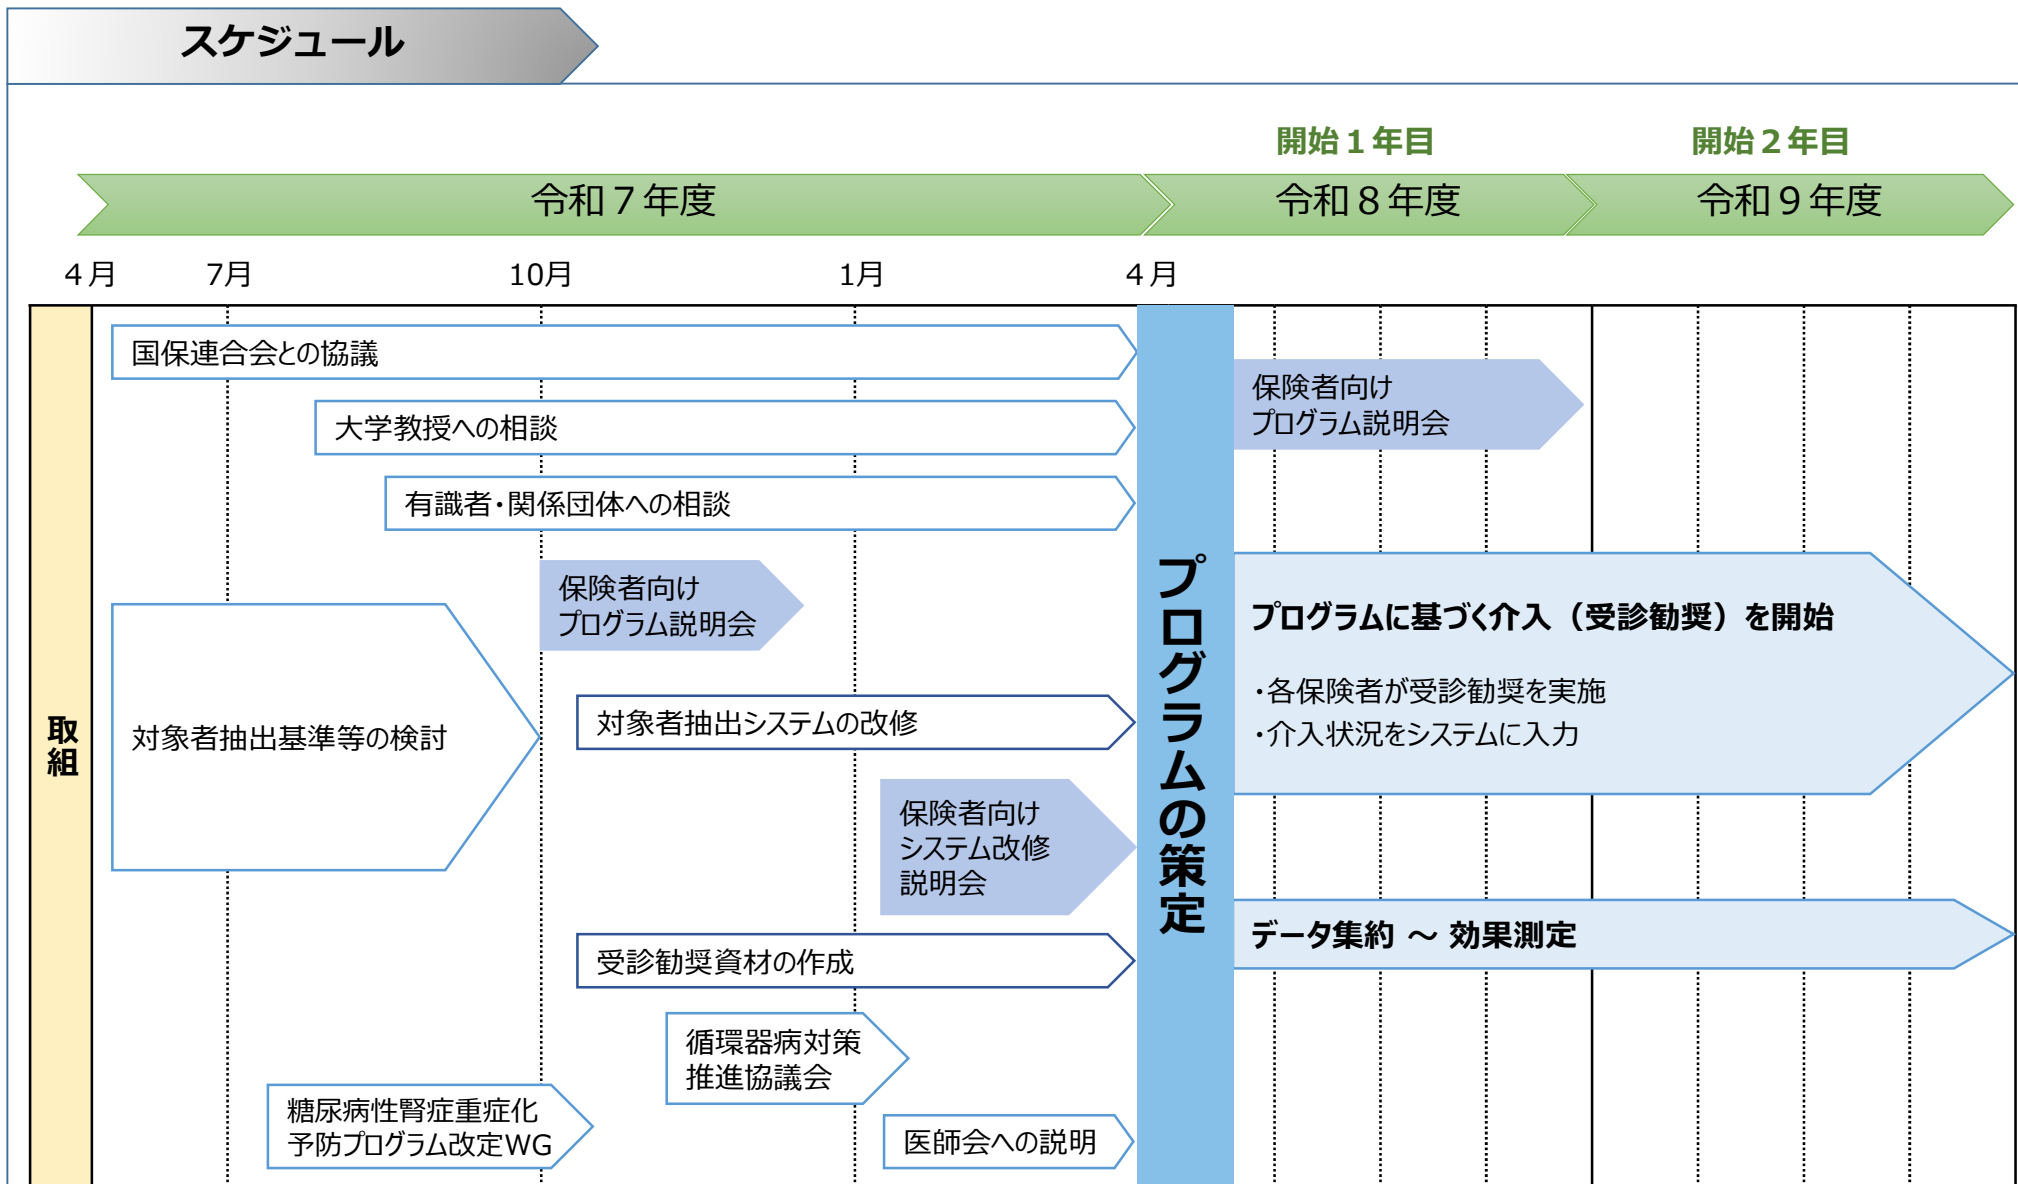 スケジュール
開始１年目
開始２年目
令和７年度
令和８年度
令和９年度
４月
7月
10月
1月
４月
取組
国保連合会との協議
大学教授への相談
有識者・関係団体への相談
保険者向け
プログラム説明会
対象者抽出基準等の検討
対象者抽出システムの改修
保険者向け
システム改修
説明会
受診勧奨資材の作成
循環器病対策
推進協議会
糖尿病性腎症重症化
予防プログラム改定WG
医師会への説明
プログラムの策定
保険者向け
プログラム説明会
プログラムに基づく介入（受診勧奨）を開始
・各保険者が受診勧奨を実施
・介入状況をシステムに入力
データ集約 ～ 効果測定